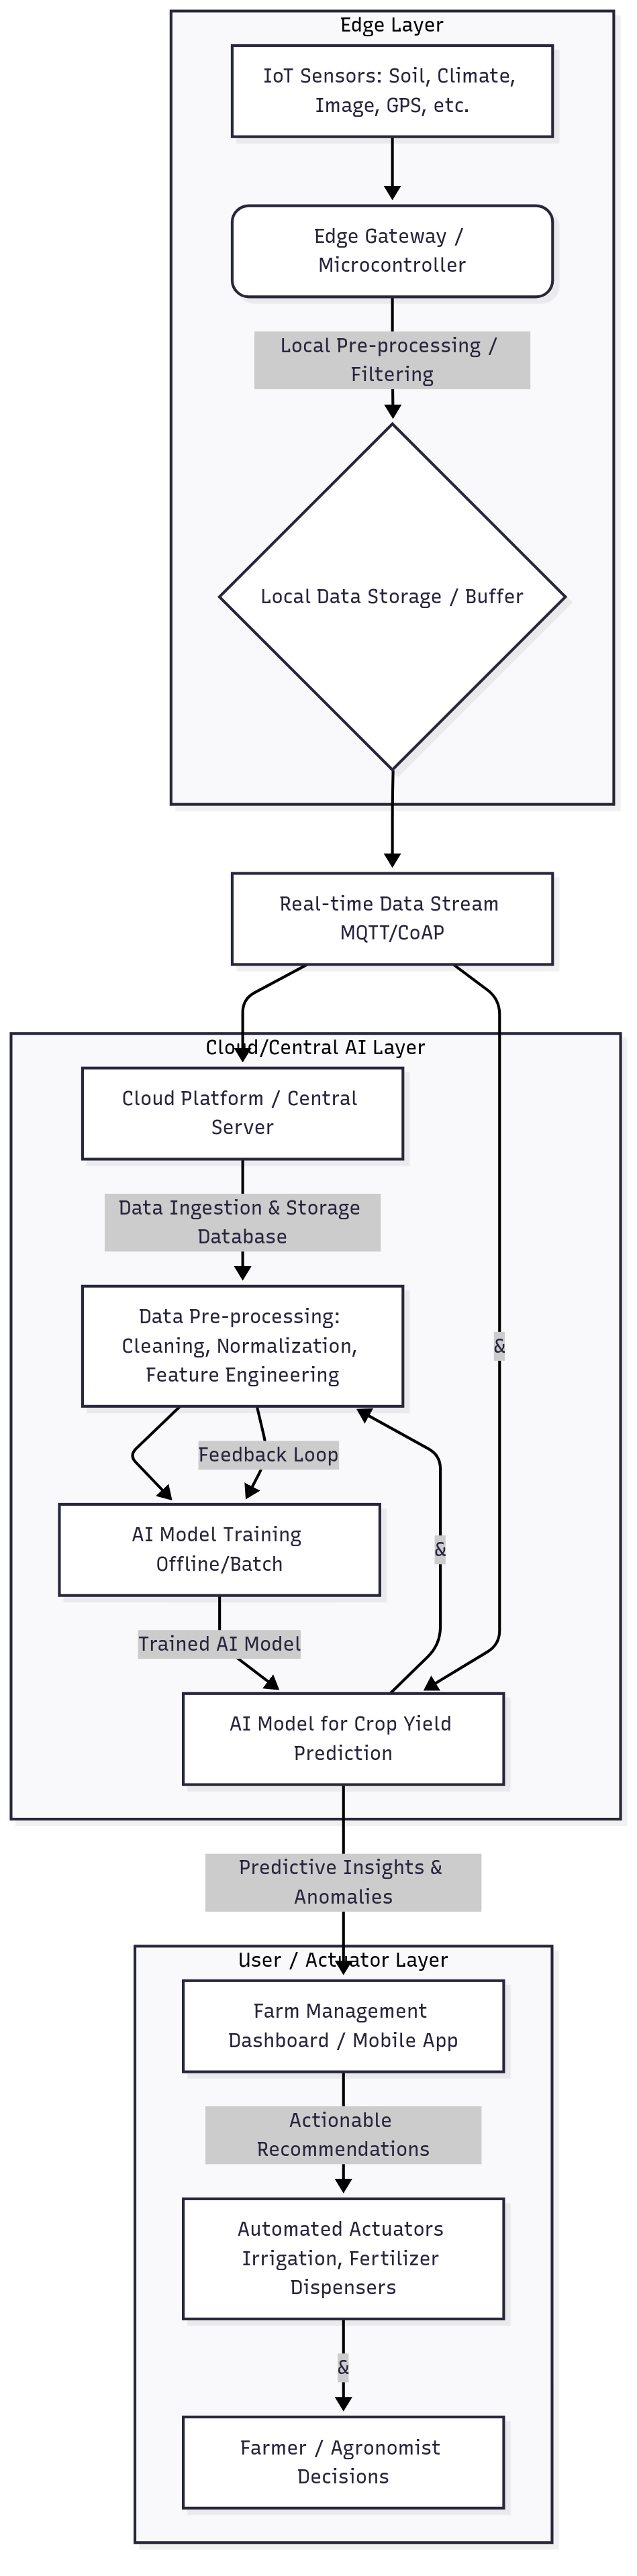 Edge Layer
IoT Sensors: Soil, Climate,
Image, GPS, etc.
Edge Gateway /
Microcontroller
Local Pre-processing /
Filtering
Local Data Storage / Buffer
Real-time Data Stream
MQTT/CoAP
Cloud/Central AI Layer
Cloud Platform / Central
Server
Data Ingestion & Storage
Database
Data Pre-processing:
Cleaning, Normalization,
Feature Engineering
&
Feedback Loop
AI Model Training
Offline/Batch
&
Trained AI Model
AI Model for Crop Yield
Prediction
Predictive Insights &
Anomalies
User / Actuator Layer
Farm Management
Dashboard / Mobile App
Actionable
Recommendations
Automated Actuators
Irrigation, Fertilizer
Dispensers
&
Farmer / Agronomist
Decisions